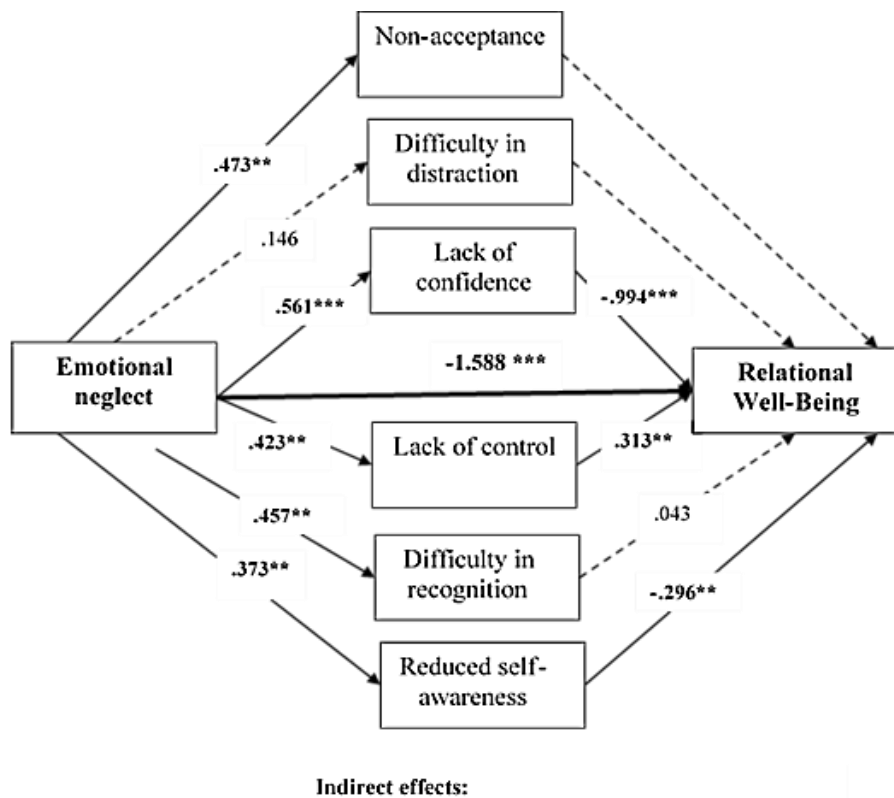 Non-acceptance
.473**
Difficulty in
distraction
.146
Lack of
confidence
.561***
-.994***
-1.588 ***
Emotional
neglect
Relational
Well-Being
.423**
Lack of control
.313**
.457**
.043
.373**
Difficulty in
recognition
-.296**
Reduced self-
awareness
Indirect effects: